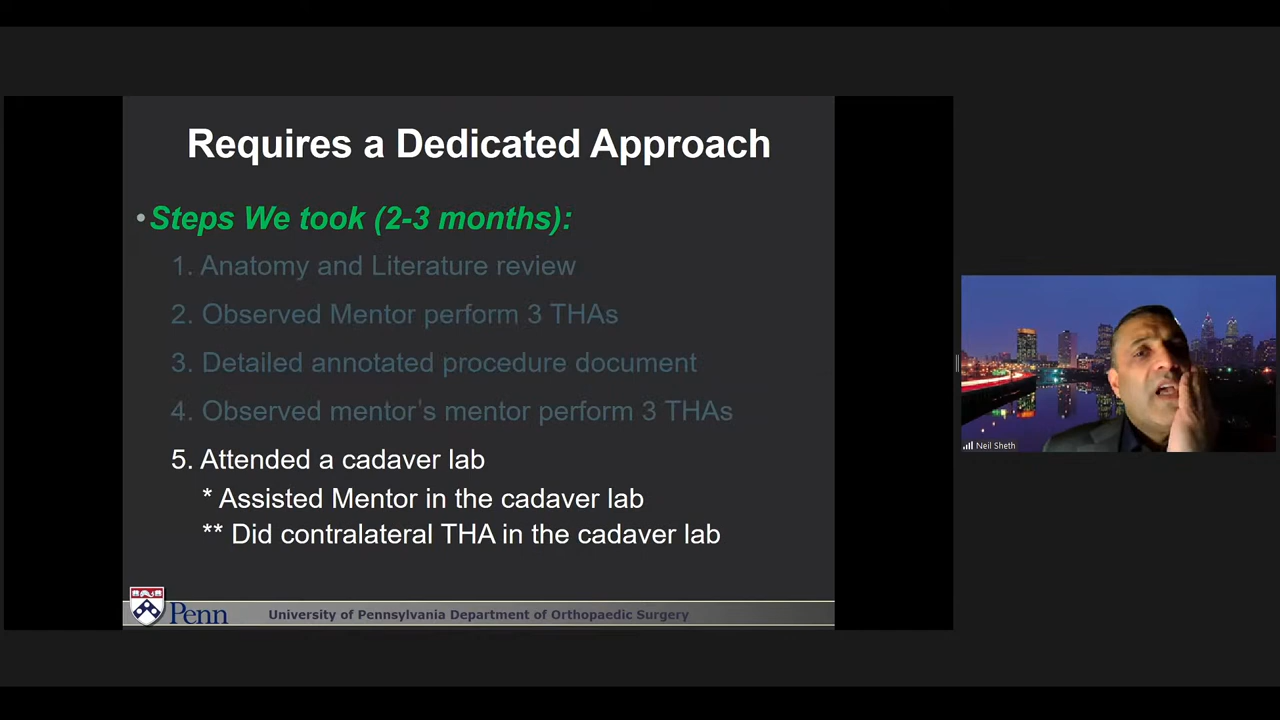 Requires a Dedicated Approach
•Steps We took (2-3 months):
1. Anatomy and Literature review
2. Observed Mentor perform 3 THAs
3. Detailed annotated procedure document
4. Observed mentor's mentor perform 3 THAs
5. Attended a cadaver lab
* Assisted Mentor in the cadaver lab
** Did contralateral THA in the cadaver lab
Penn
University of Pennsylvania Department of Orthopaedic Surgery
Neil Sheth